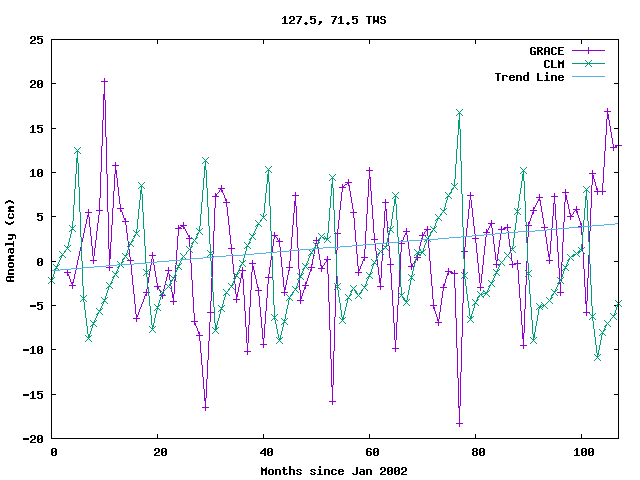 127.5, 71.5 TWS
GRACE
CLM
Trend Line
25
20
15
10
5
0
-5
-10
-15
-20
Anomaly (cm)
0 20 40 60 80 100
Months since Jan 2002